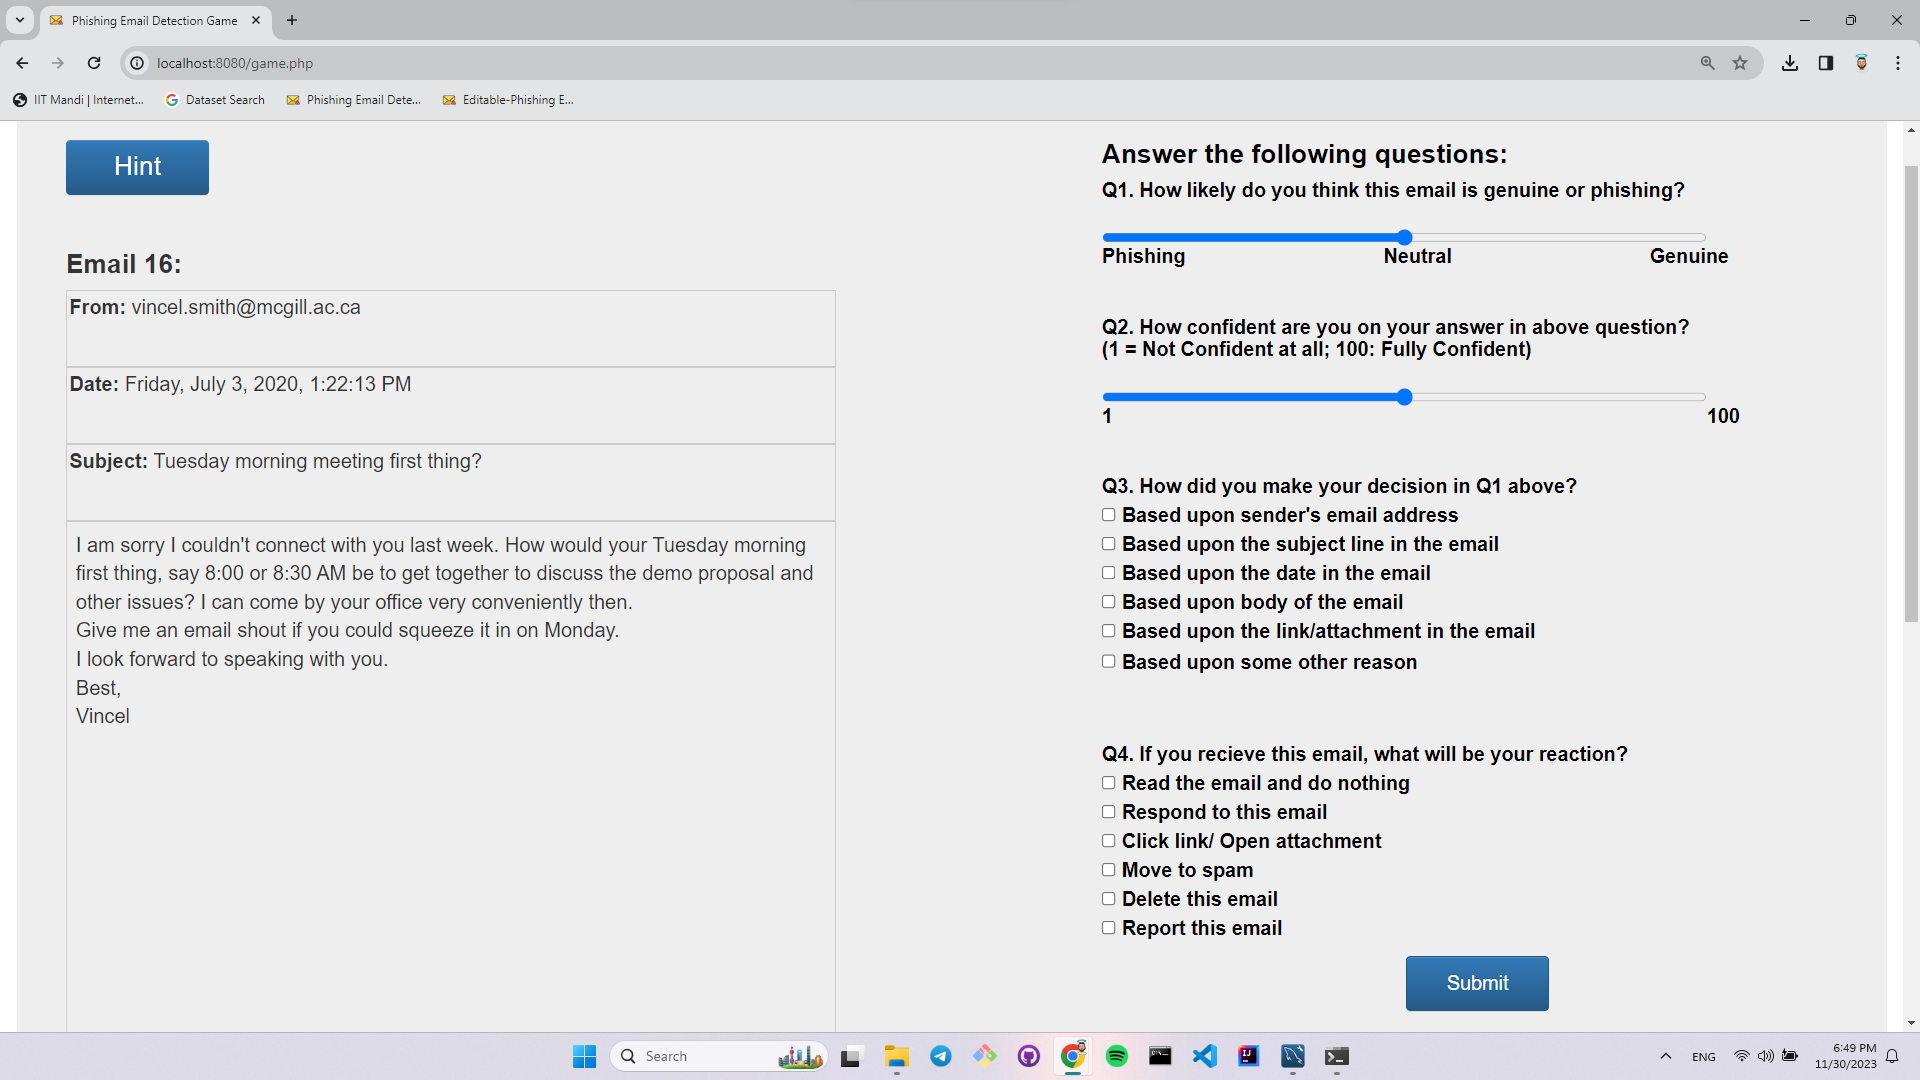 Phishing Email Detection Game
localhost:8080/game.php
IIT Mandi | Internet...
Dataset Search
Phishing Email Dete...
Editable-Phishing E...
Hint
Email 16:
From: vincel.smith@mcgill.ac.ca
Date: Friday, July 3, 2020, 1:22:13 PM
Subject: Tuesday morning meeting first thing?
I am sorry I couldn't connect with you last week. How would your Tuesday morning
first thing, say 8:00 or 8:30 AM be to get together to discuss the demo proposal and
other issues? I can come by your office very conveniently then.
Give me an email shout if you could squeeze it in on Monday.
I look forward to speaking with you.
Best,
Vincel
Answer the following questions:
Q1. How likely do you think this email is genuine or phishing?
Phishing Neutral Genuine
Q2. How confident are you on your answer in above question?
(1 = Not Confident at all; 100: Fully Confident)
1 100
Q3. How did you make your decision in Q1 above?
Based upon sender's email address
Based upon the subject line in the email
Based upon the date in the email
Based upon body of the email
Based upon the link/attachment in the email
Based upon some other reason
Q4. If you recieve this email, what will be your reaction?
Read the email and do nothing
Respond to this email
Click link/ Open attachment
Move to spam
Delete this email
Report this email
Submit
Search
ENG
6:49 PM
11/30/2023